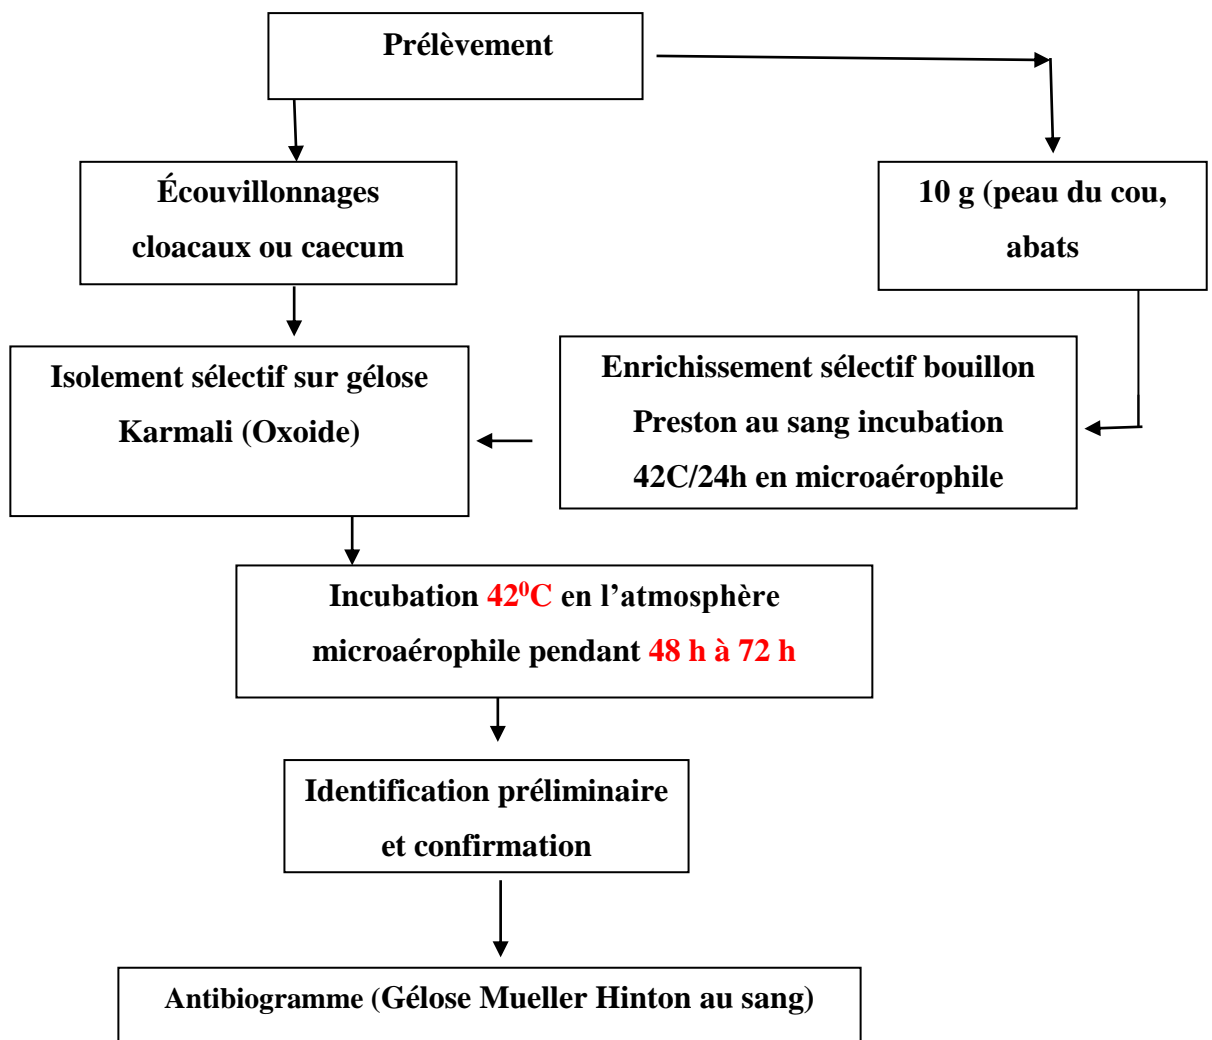 Prélèvement
Écouvillonnages
cloacaux ou caecum
10 g (peau du cou,
abats
Isolement sélectif sur gélose
Karmali (Oxoide)
Enrichissement sélectif bouillon
Preston au sang incubation
42C/24h en microaérophile
Incubation 42⁰C en l’atmosphère
microaérophile pendant 48 h à 72 h
Identification préliminaire
et confirmation
Antibiogramme (Gélose Mueller Hinton au sang)